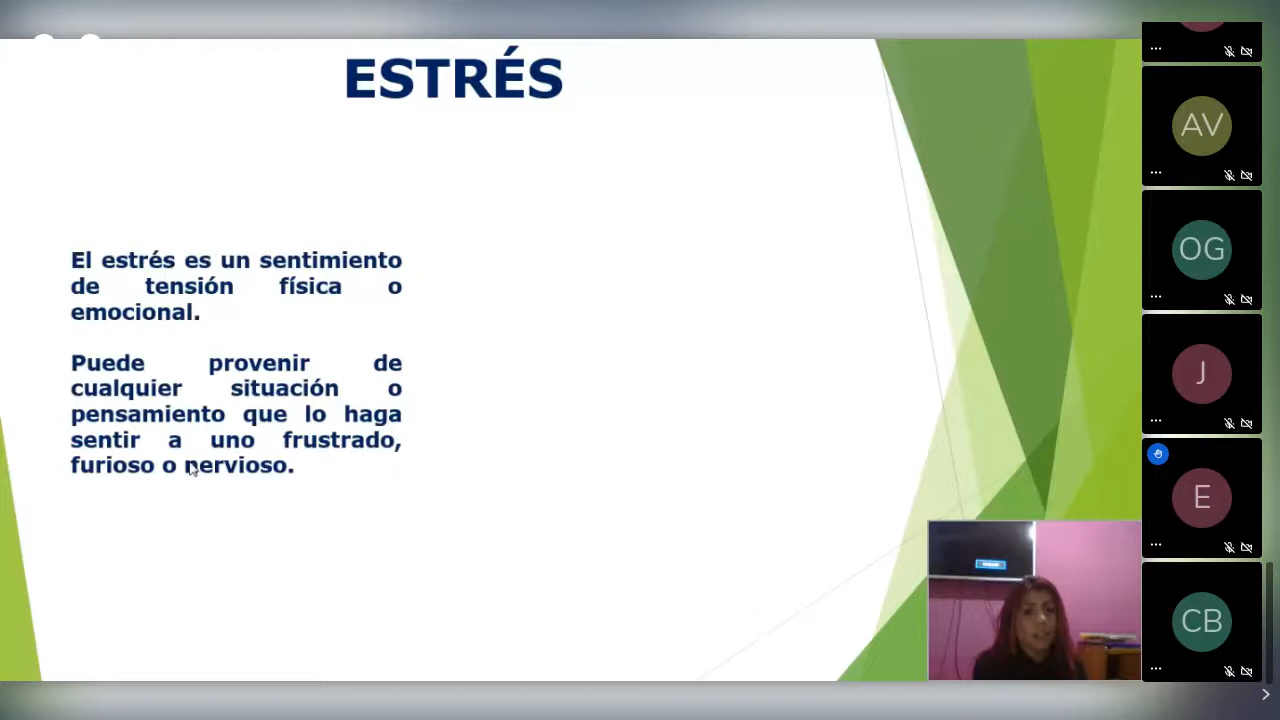 ESTRÉS
El estrés es un sentimiento
de tensión física o
emocional.
Puede provenir de
cualquier situación o
pensamiento que lo haga
sentir a uno frustrado,
furioso o nervioso.
AV
OG
J
E
CB